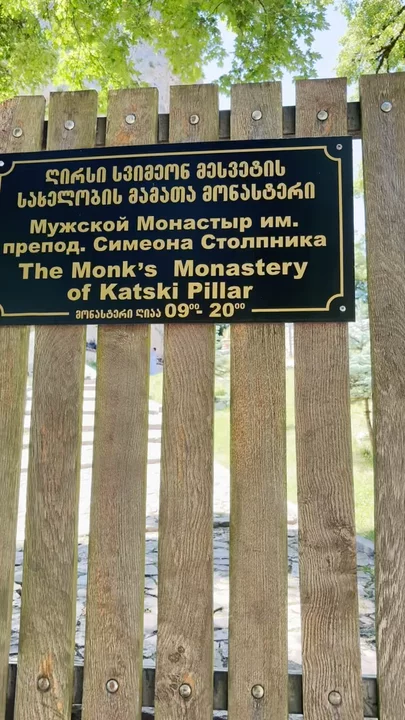 ღირსი სვიმეონ მესვეტის
სახელობის მამათა მონასტერი
Мужской Монастыр им.
препод. Симеона Столпника
The Monk's Monastery
of Katski Pillar
მონასტერი ღიაა 09⁰⁰- 20⁰⁰